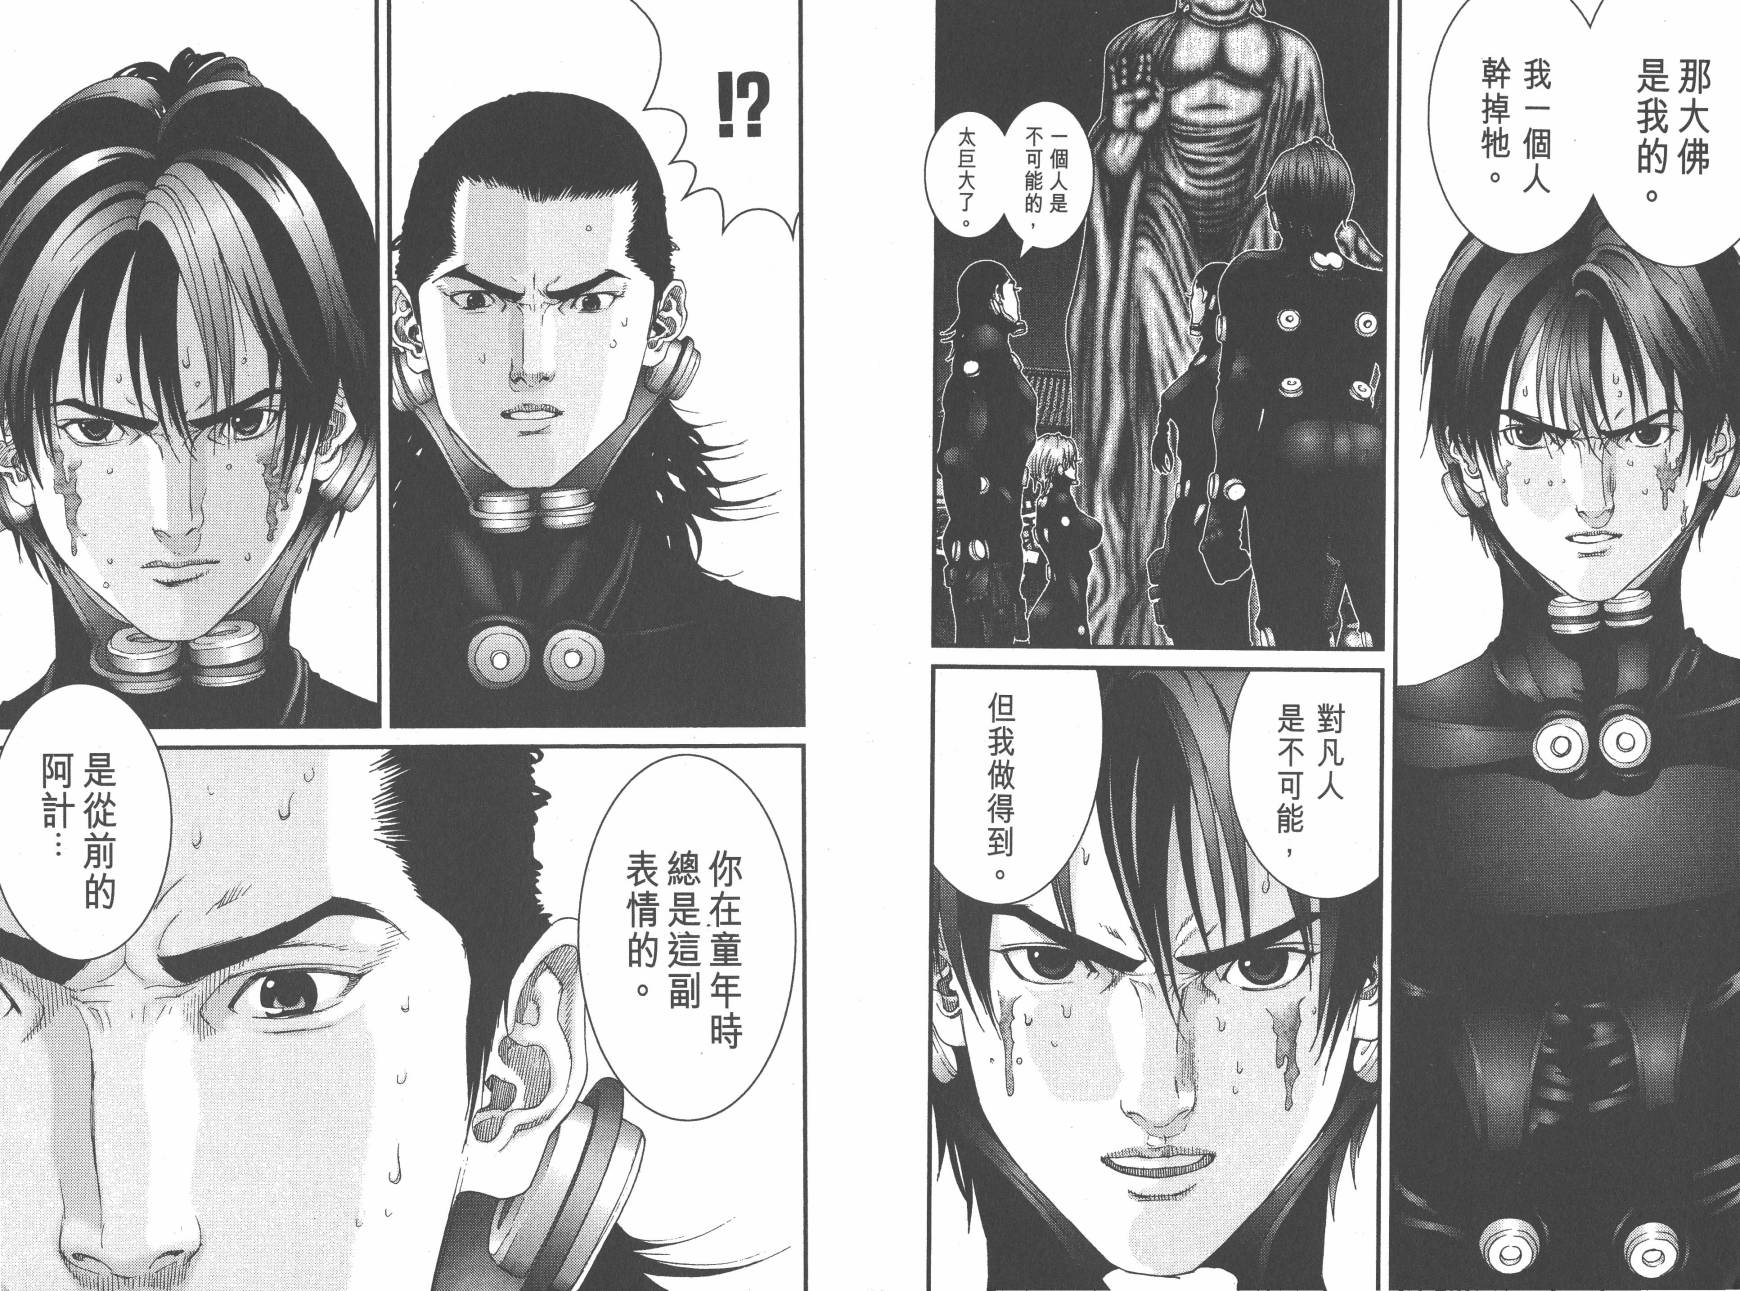 那大佛
是我的。
我一個人
幹掉牠。
一個人是
不可能的，
太巨大了。
對凡人
是不可能，
但我做得到。
!?
你在童年時
總是這副
表情的。
是從前的
阿計…